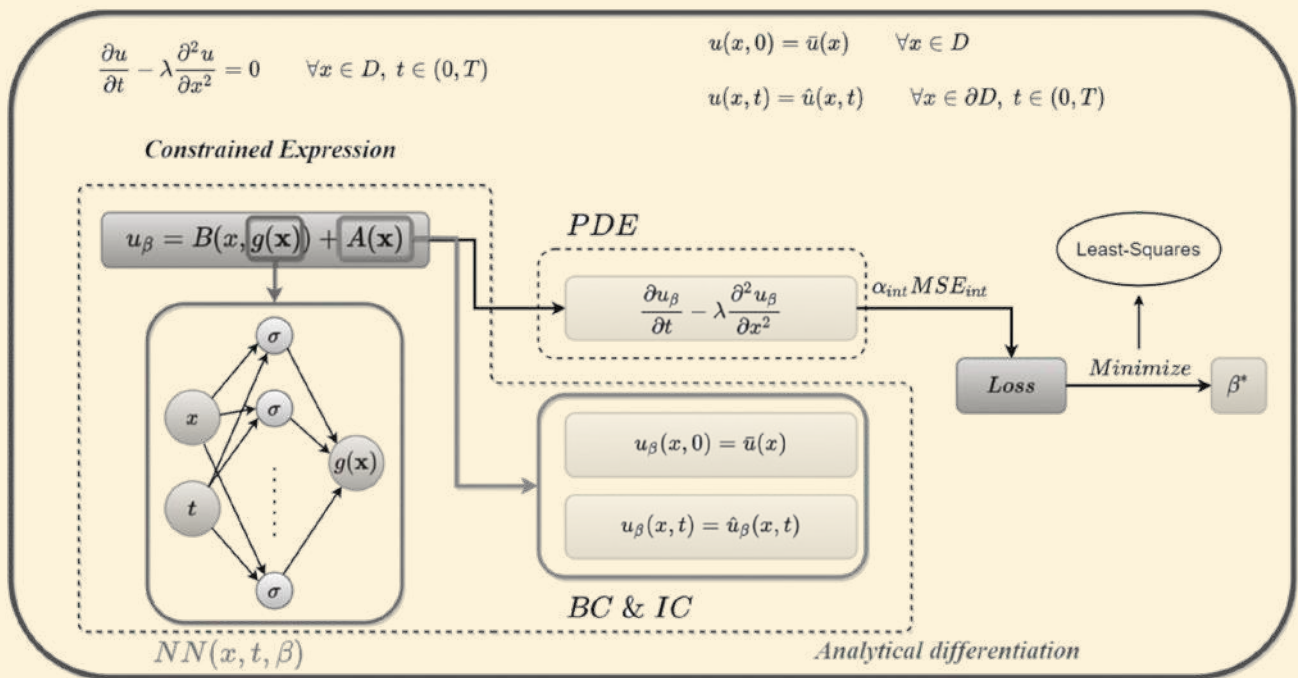 ∂u/∂t − λ ∂²u/∂x² = 0 ∀x ∈ D, t ∈ (0, T)
u(x, 0) = ū(x) ∀x ∈ D
u(x, t) = û(x, t) ∀x ∈ ∂D, t ∈ (0, T)
Constrained Expression
u_β = B(x, g(𝐱)) + A(𝐱)
σ
x
σ
g(𝐱)
t
σ
NN(x, t, β)
PDE
∂u_β/∂t − λ ∂²u_β/∂x²
α_int MSE_int
u_β(x, 0) = ū(x)
u_β(x, t) = û_β(x, t)
BC & IC
Loss
Minimize
Least-Squares
β*
Analytical differentiation